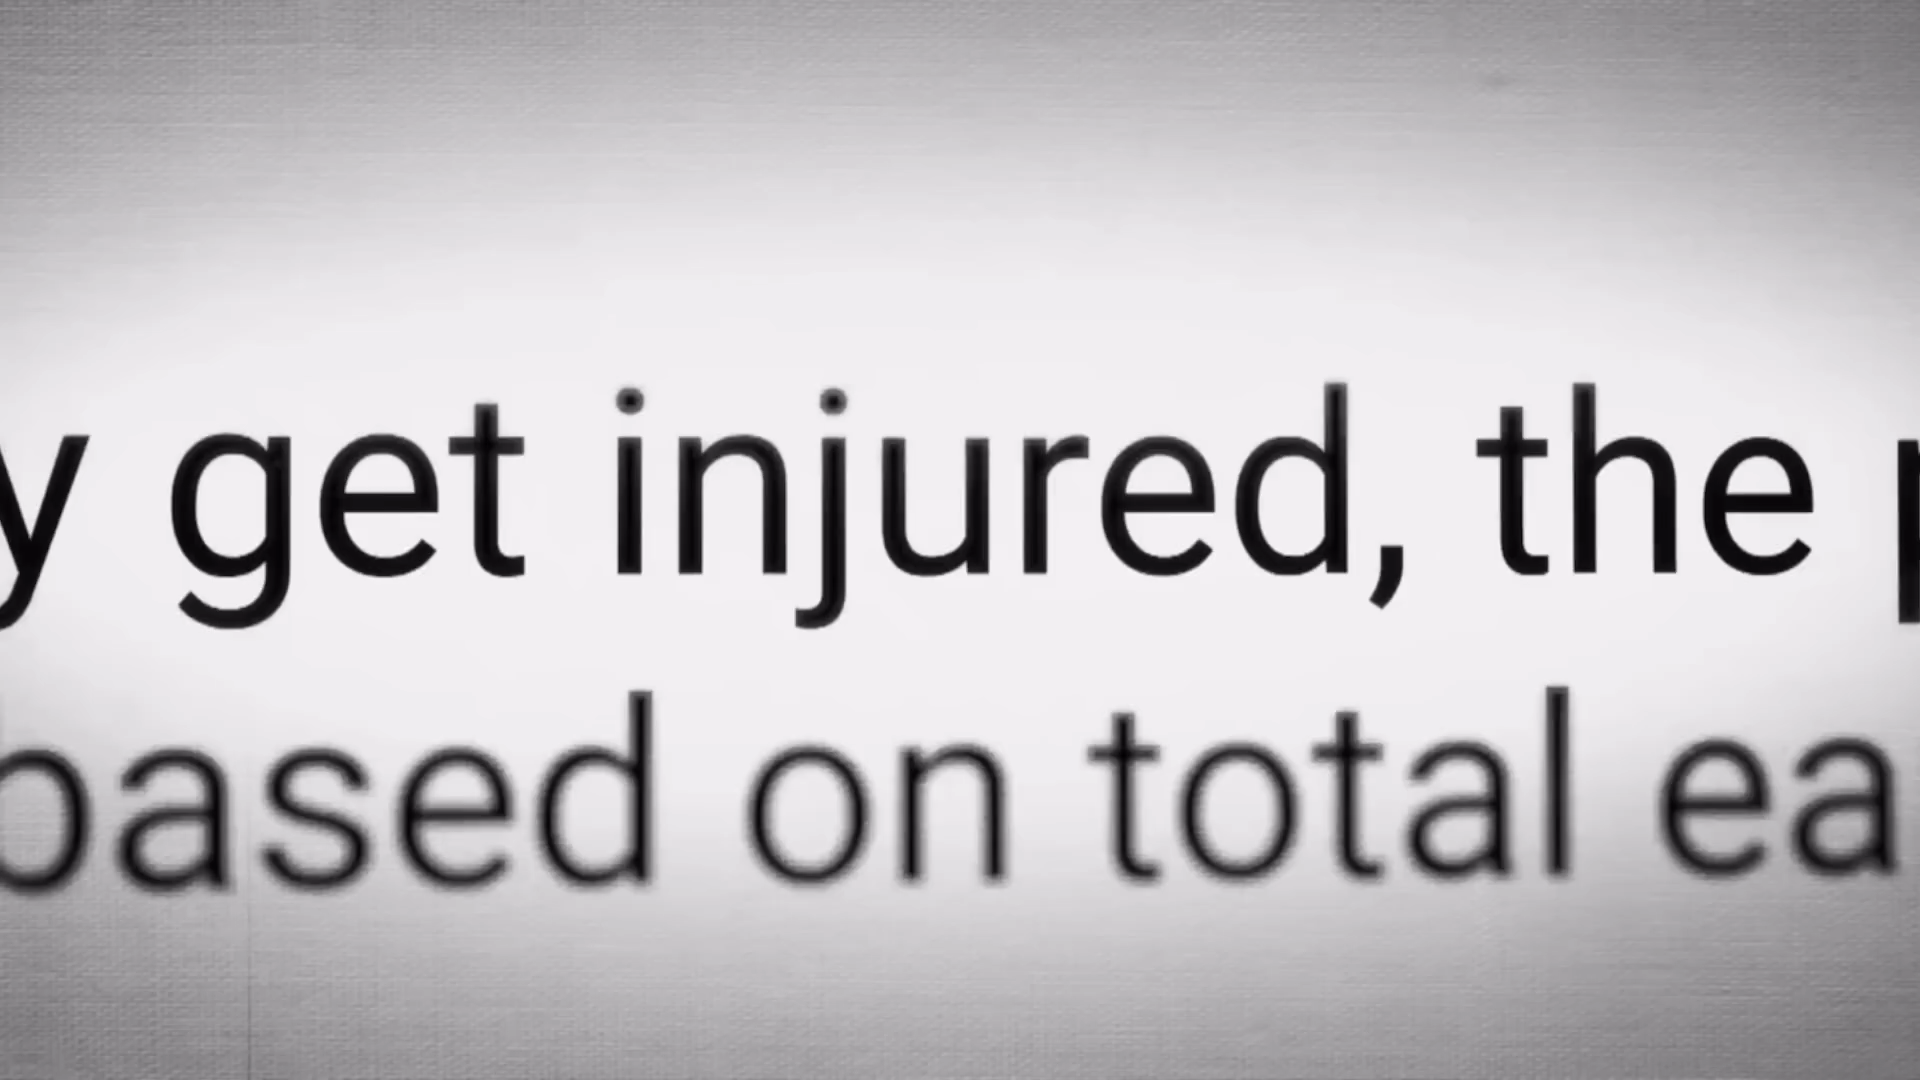 y get injured, the p
based on total ea